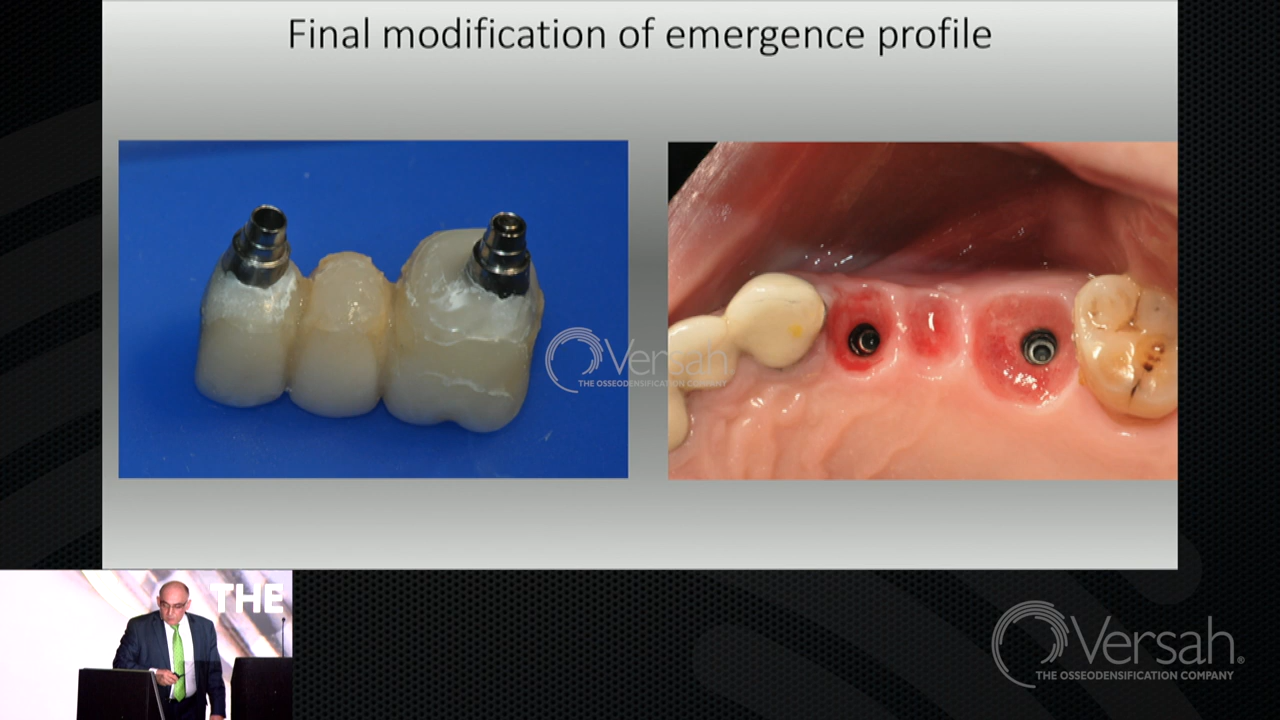 Final modification of emergence profile
Versah
THE OSSEODENSIFICATION COMPANY
THE
Versah®
THE OSSEODENSIFICATION COMPANY